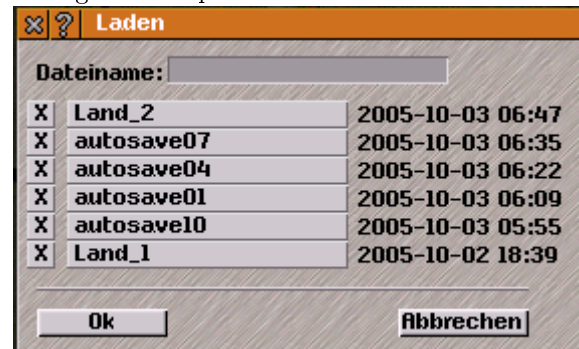 Laden
Dateiname:
X Land_2 2005-10-03 06:47
X autosave07 2005-10-03 06:35
X autosave04 2005-10-03 06:22
X autosave01 2005-10-03 06:09
X autosave10 2005-10-03 05:55
X Land_1 2005-10-02 18:39
Ok Abbrechen